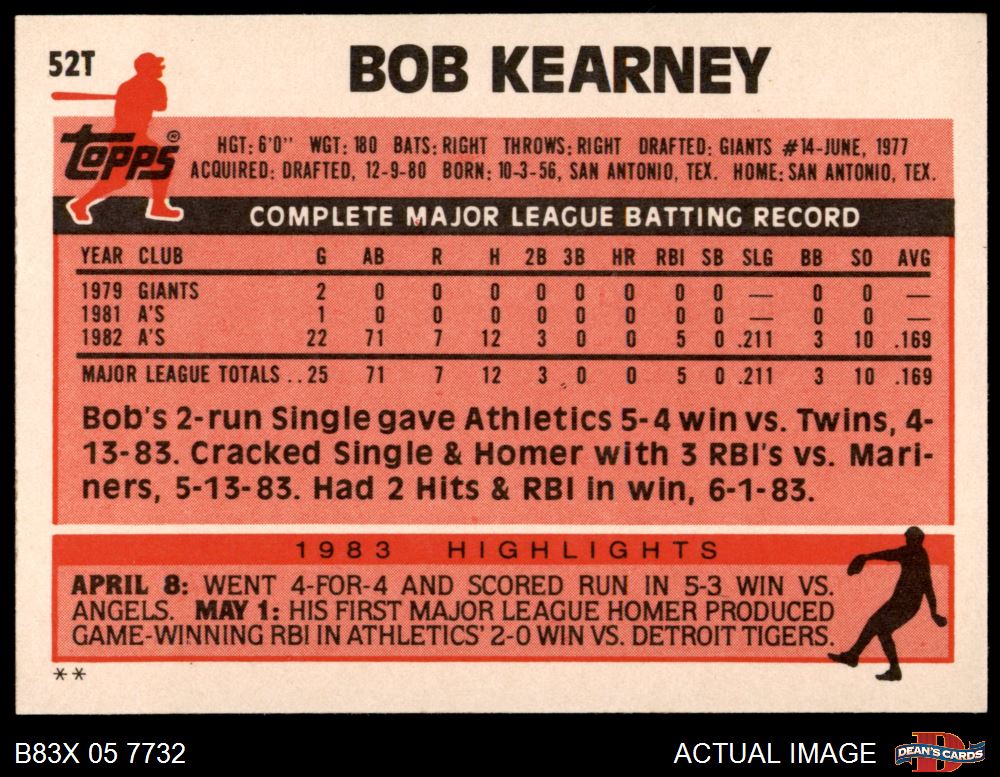 52T
BOB KEARNEY
Topps®
HGT: 6'0" WGT: 180 BATS: RIGHT THROWS: RIGHT DRAFTED: GIANTS #14-JUNE, 1977
ACQUIRED: DRAFTED, 12-9-80 BORN: 10-3-56, SAN ANTONIO, TEX. HOME: SAN ANTONIO, TEX.
COMPLETE MAJOR LEAGUE BATTING RECORD
YEAR CLUB G AB R H 2B 3B HR RBI SB SLG BB SO AVG
1979 GIANTS 2 0 0 0 0 0 0 0 0 — 0 0 —
1981 A'S 1 0 0 0 0 0 0 0 0 — 0 0 —
1982 A'S 22 71 7 12 3 0 0 5 0 .211 3 10 .169
MAJOR LEAGUE TOTALS .. 25 71 7 12 3 0 0 5 0 .211 3 10 .169
Bob's 2-run Single gave Athletics 5-4 win vs. Twins, 4-
13-83. Cracked Single & Homer with 3 RBI's vs. Mari-
ners, 5-13-83. Had 2 Hits & RBI in win, 6-1-83.
1983 HIGHLIGHTS
APRIL 8: WENT 4-FOR-4 AND SCORED RUN IN 5-3 WIN VS.
ANGELS. MAY 1: HIS FIRST MAJOR LEAGUE HOMER PRODUCED
GAME-WINNING RBI IN ATHLETICS' 2-0 WIN VS. DETROIT TIGERS.
**
B83X 05 7732
ACTUAL IMAGE
D
DEAN'S CARDS